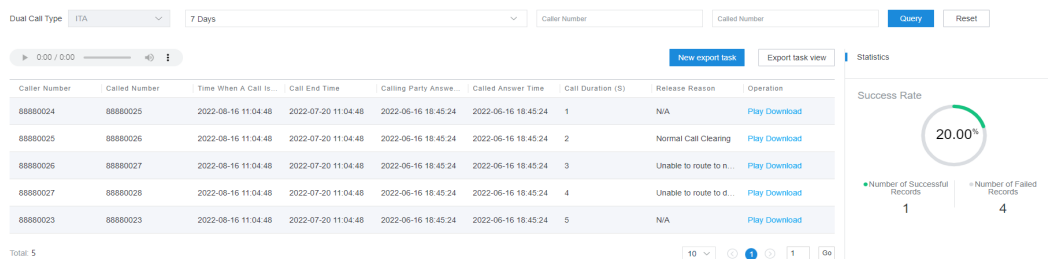 Dual Call Type ITA 7 Days Caller Number Called Number Query Reset
0:00 / 0:00 New export task Export task view Statistics
Caller Number Called Number Time When A Call Is... Call End Time Calling Party Answe... Called Answer Time Call Duration (S) Release Reason Operation
88880024 88880025 2022-08-16 11:04:48 2022-07-20 11:04:48 2022-06-16 18:45:24 2022-06-16 18:45:24 1 N/A Play Download
88880025 88880026 2022-08-16 11:04:48 2022-07-20 11:04:48 2022-06-16 18:45:24 2022-06-16 18:45:24 2 Normal Call Clearing Play Download
88880026 88880027 2022-08-16 11:04:48 2022-07-20 11:04:48 2022-06-16 18:45:24 2022-06-16 18:45:24 3 Unable to route to n... Play Download
88880027 88880028 2022-08-16 11:04:48 2022-07-20 11:04:48 2022-06-16 18:45:24 2022-06-16 18:45:24 4 Unable to route to d... Play Download
88880023 88880023 2022-08-16 11:04:48 2022-07-20 11:04:48 2022-06-16 18:45:24 2022-06-16 18:45:24 5 N/A Play Download
Total: 5 10 1 1 Go
Success Rate
20.00%
Number of Successful Records
1
Number of Failed Records
4